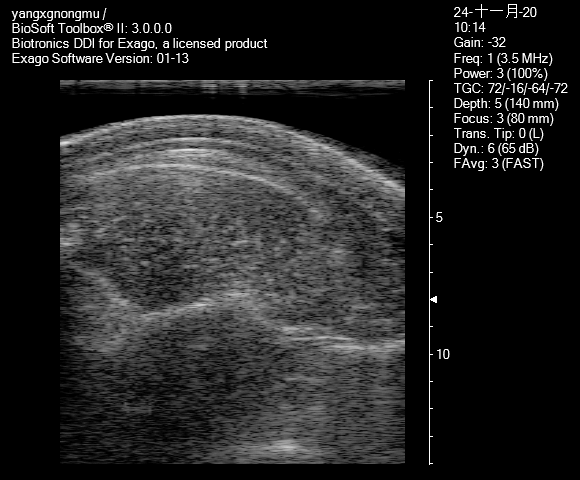 yangxgnongmu /
BioSoft Toolbox® II: 3.0.0.0
Biotronics DDI for Exago, a licensed product
Exago Software Version: 01-13
24-十一月-20
10:14
Gain: -32
Freq: 1 (3.5 MHz)
Power: 3 (100%)
TGC: 72/-16/-64/-72
Depth: 5 (140 mm)
Focus: 3 (80 mm)
Trans. Tip: 0 (L)
Dyn.: 6 (65 dB)
FAvg: 3 (FAST)
5
10